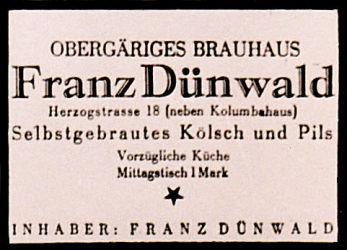 OBERGÄRIGES BRAUHAUS
Franz Dünwald
Herzogstrasse 18 (neben Kolumbahaus)
Selbstgebrautes Kölsch und Pils
Vorzügliche Küche
Mittagstisch 1 Mark
INHABER: FRANZ DÜNWALD